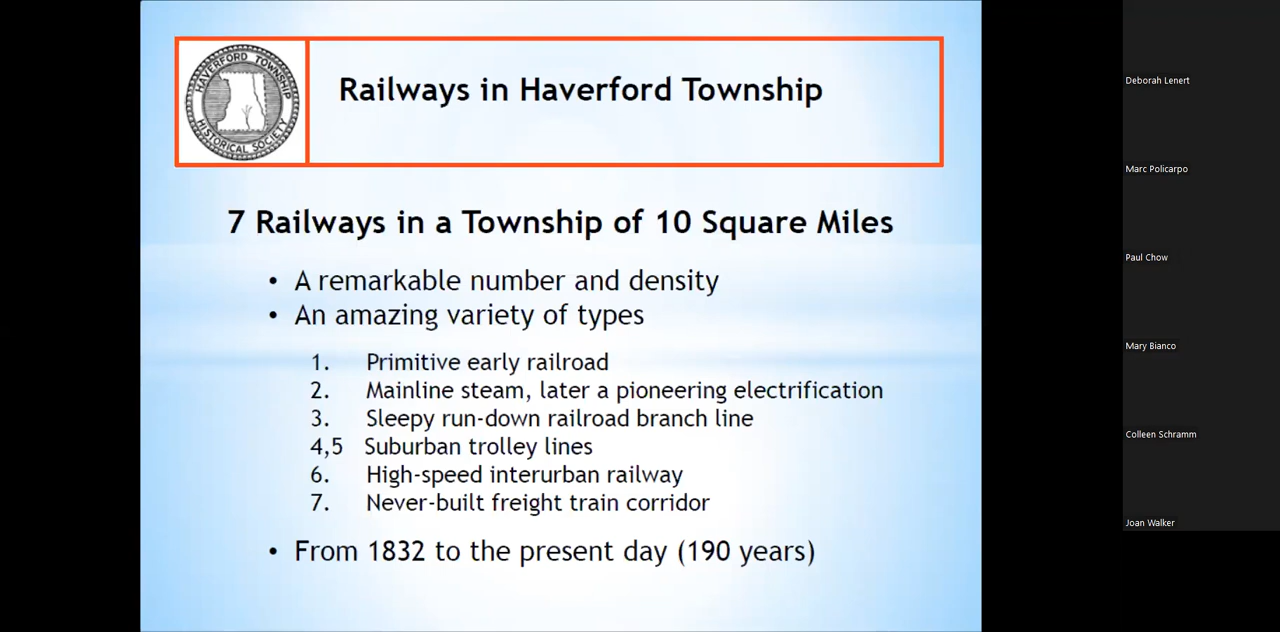 HAVERFORD TOWNSHIP
HISTORICAL SOCIETY
Railways in Haverford Township
7 Railways in a Township of 10 Square Miles
• A remarkable number and density
• An amazing variety of types
1. Primitive early railroad
2. Mainline steam, later a pioneering electrification
3. Sleepy run-down railroad branch line
4,5 Suburban trolley lines
6. High-speed interurban railway
7. Never-built freight train corridor
• From 1832 to the present day (190 years)
Deborah Lenert
Marc Policarpo
Paul Chow
Mary Bianco
Colleen Schramm
Joan Walker